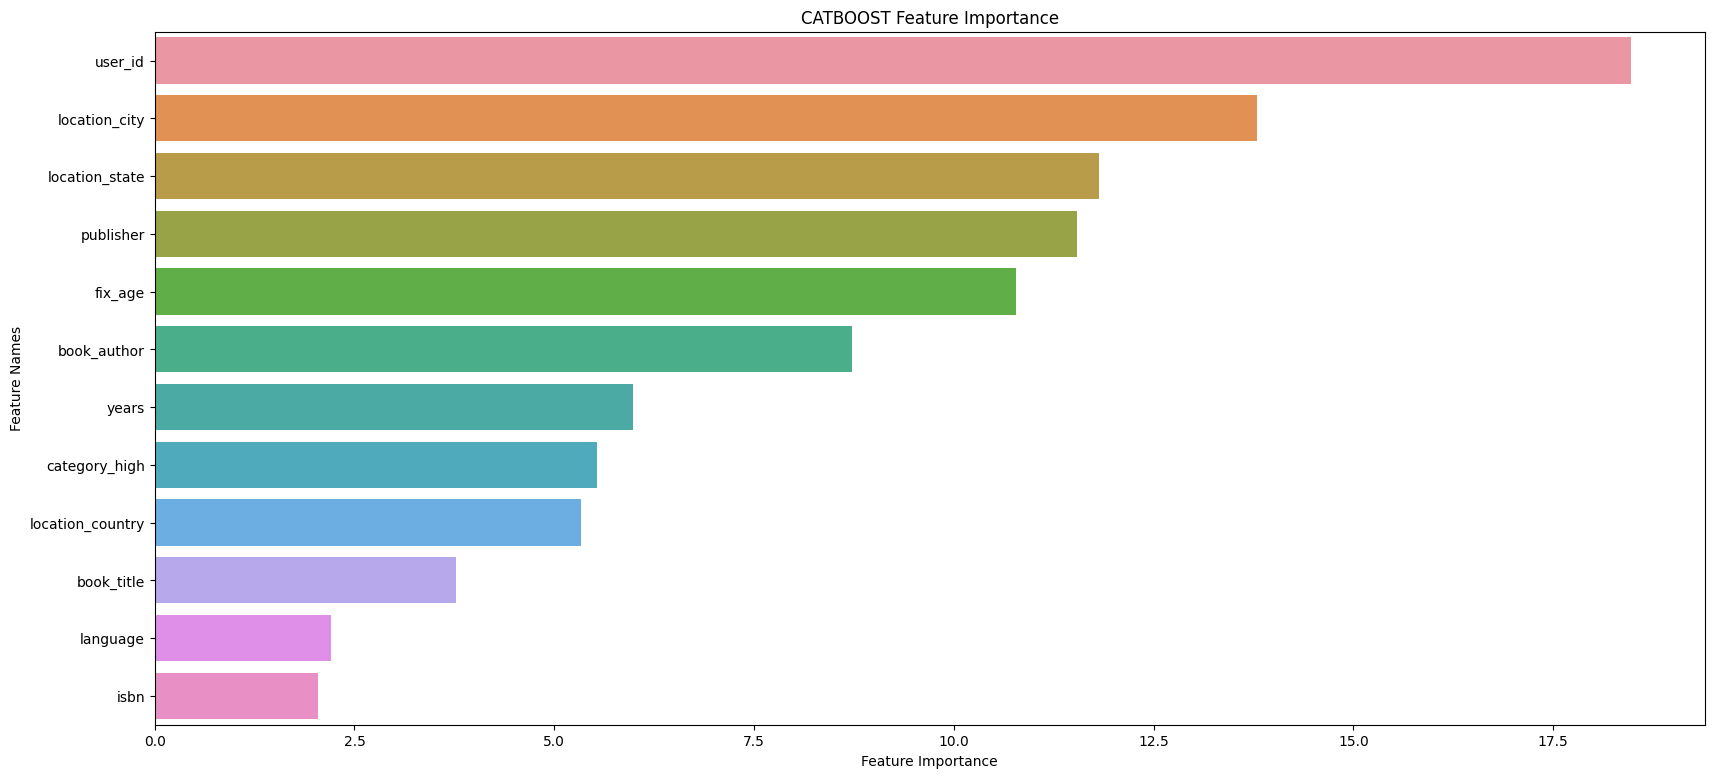 CATBOOST Feature Importance
user_id
location_city
location_state
publisher
fix_age
book_author
years
category_high
location_country
book_title
language
isbn
Feature Names
0.0 2.5 5.0 7.5 10.0 12.5 15.0 17.5
Feature Importance